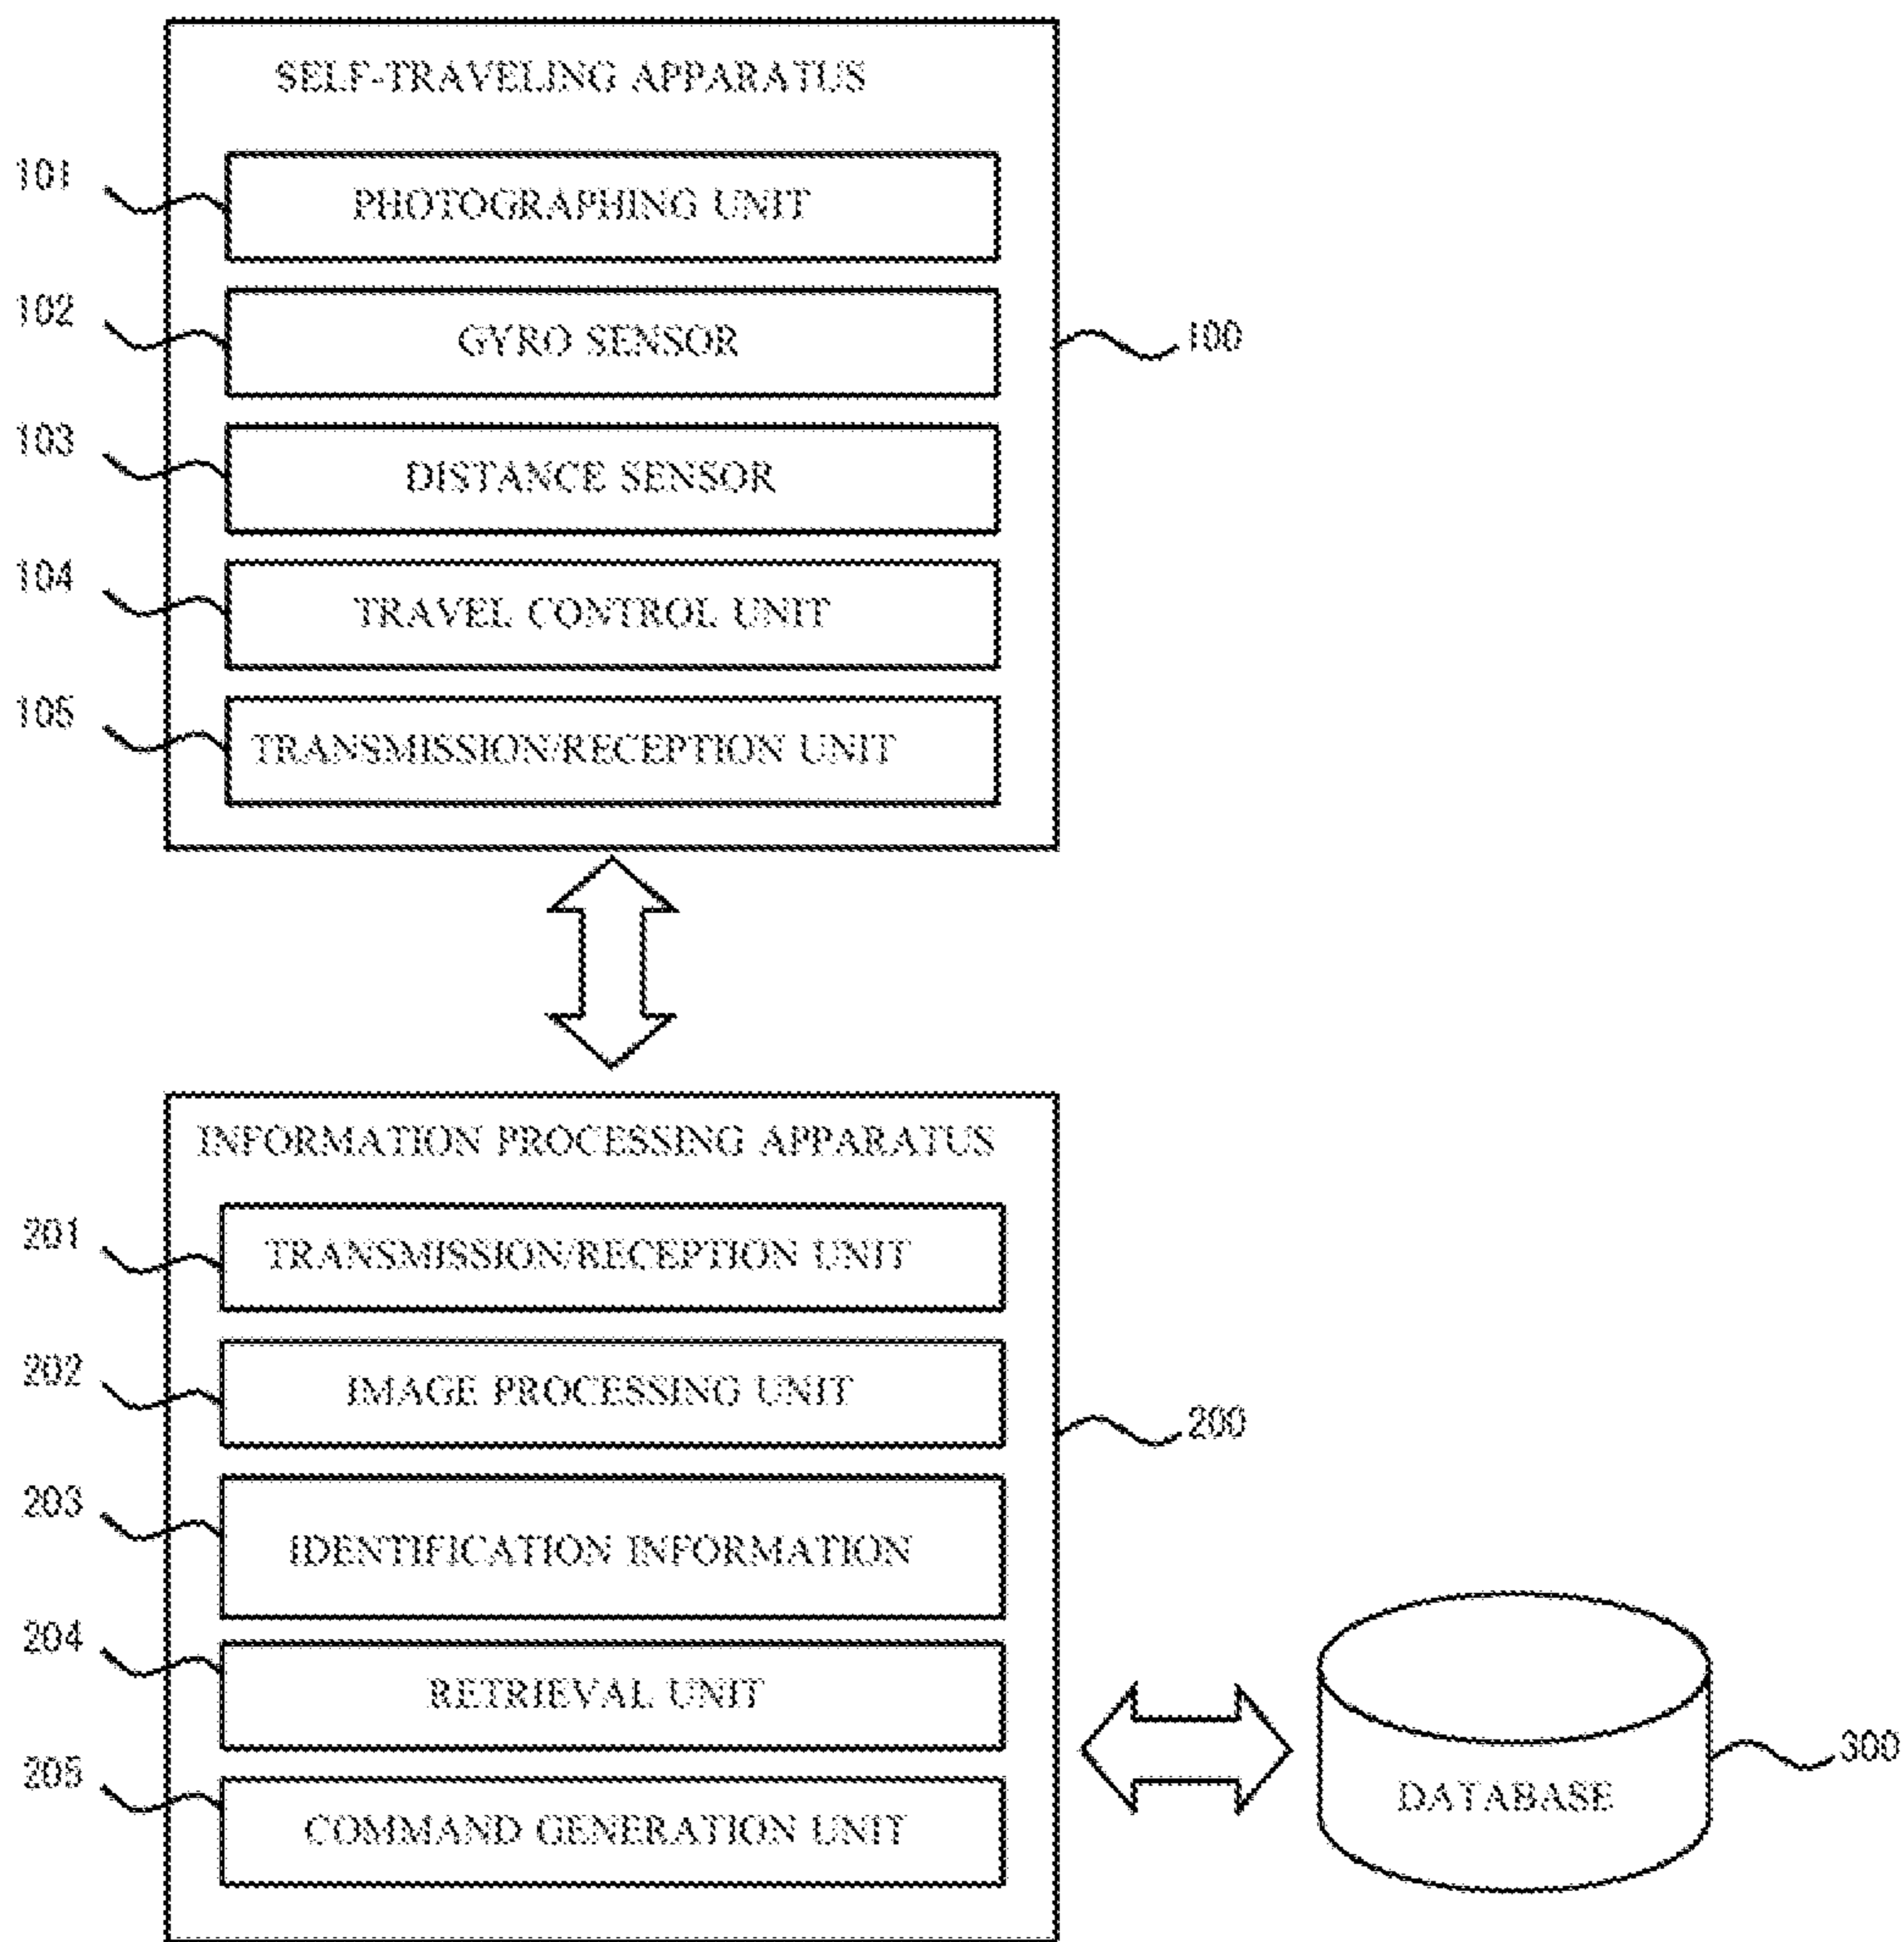 SELF-TRAVELING APPARATUS
101
PHOTOGRAPHING UNIT
102
GYRO SENSOR
100
103
DISTANCE SENSOR
104
TRAVEL CONTROL UNIT
105
TRANSMISSION/RECEPTION UNIT
INFORMATION PROCESSING APPARATUS
201
TRANSMISSION/RECEPTION UNIT
202
IMAGE PROCESSING UNIT
200
203
IDENTIFICATION INFORMATION
204
RETRIEVAL UNIT
205
COMMAND GENERATION UNIT
DATABASE
300